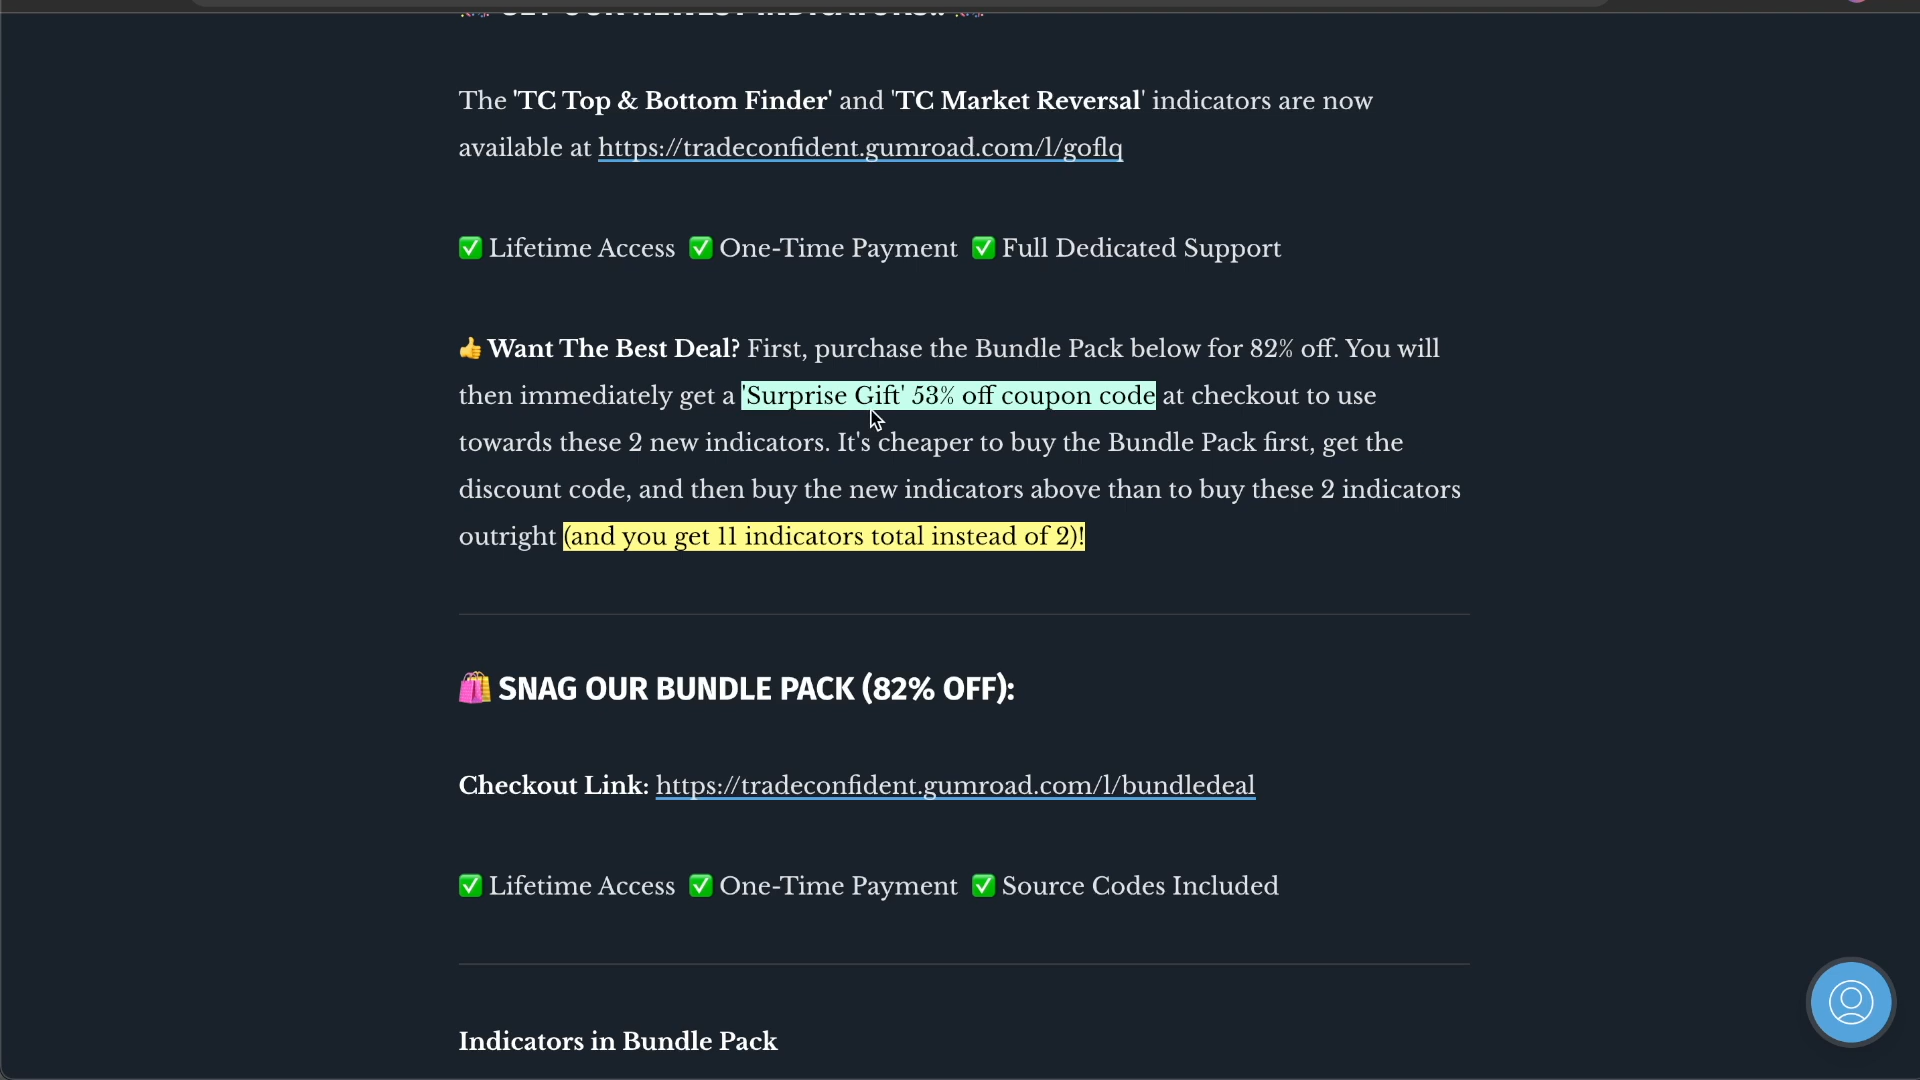 The 'TC Top & Bottom Finder' and 'TC Market Reversal' indicators are now
available at https://tradeconfident.gumroad.com/l/goflq
✅ Lifetime Access ✅ One-Time Payment ✅ Full Dedicated Support
👍 Want The Best Deal? First, purchase the Bundle Pack below for 82% off. You will
then immediately get a 'Surprise Gift' 53% off coupon code at checkout to use
towards these 2 new indicators. It's cheaper to buy the Bundle Pack first, get the
discount code, and then buy the new indicators above than to buy these 2 indicators
outright (and you get 11 indicators total instead of 2)!
🛍️ SNAG OUR BUNDLE PACK (82% OFF):
Checkout Link: https://tradeconfident.gumroad.com/l/bundledeal
✅ Lifetime Access ✅ One-Time Payment ✅ Source Codes Included
Indicators in Bundle Pack